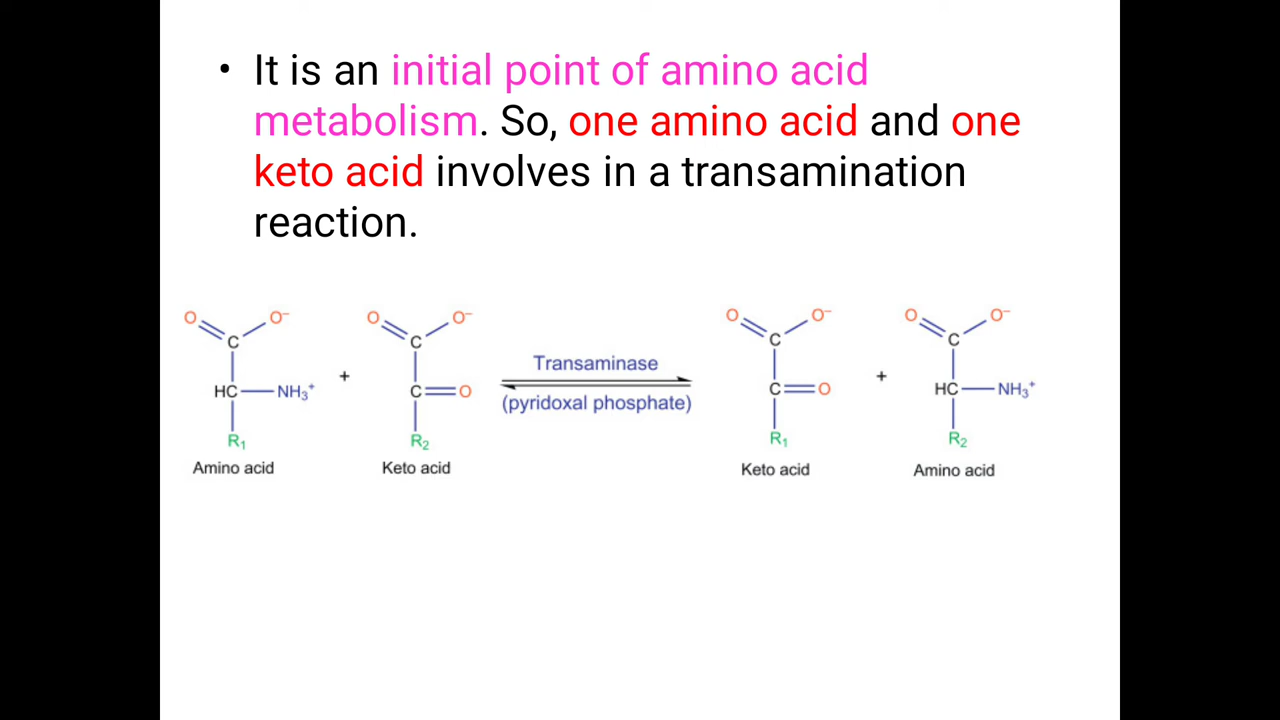 • It is an initial point of amino acid
metabolism. So, one amino acid and one
keto acid involves in a transamination
reaction.
O O⁻ O O⁻ O O⁻ O O⁻
C C C C
+ Transaminase +
HC NH₃⁺ C O (pyridoxal phosphate) C O HC NH₃⁺
R₁ R₂ R₁ R₂
Amino acid Keto acid Keto acid Amino acid